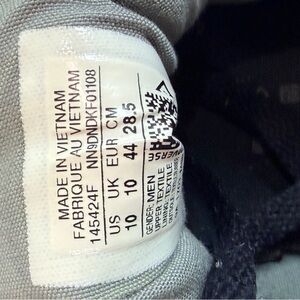 MADE IN VIETNAM
FABRIQUE AU VIETNAM
145424F NN9DNDKF01108
US UK EUR CM
10 10 44 28.5
GENDER: MEN
UPPER: TEXTILE